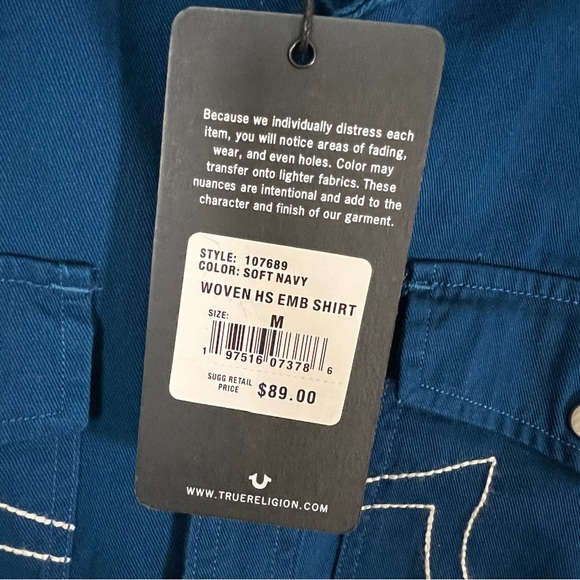 Because we individually distress each
item, you will notice areas of fading,
wear, and even holes. Color may
transfer onto lighter fabrics. These
nuances are intentional and add to the
character and finish of our garment.
STYLE: 107689
COLOR: SOFT NAVY
WOVEN HS EMB SHIRT
SIZE: M
1 97516 07378 6
SUGG RETAIL
PRICE $89.00
WWW.TRUERELIGION.COM